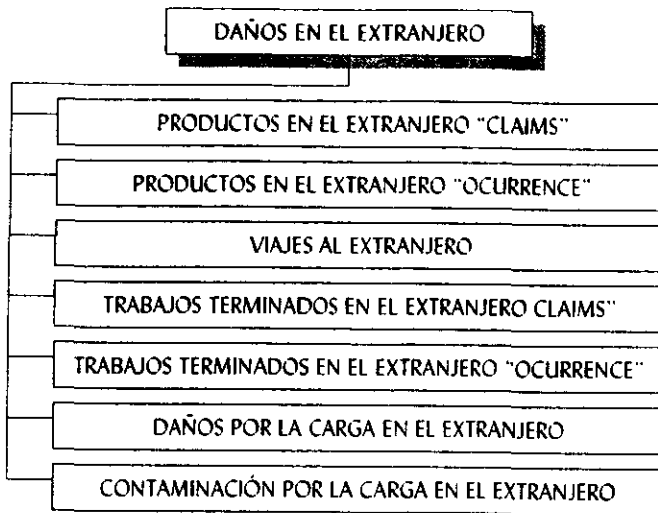 DAÑOS EN EL EXTRANJERO
PRODUCTOS EN EL EXTRANJERO "CLAIMS"
PRODUCTOS EN EL EXTRANJERO "OCURRENCE"
VIAJES AL EXTRANJERO
TRABAJOS TERMINADOS EN EL EXTRANJERO CLAIMS"
TRABAJOS TERMINADOS EN EL EXTRANJERO "OCURRENCE"
DAÑOS POR LA CARGA EN EL EXTRANJERO
CONTAMINACIÓN POR LA CARGA EN EL EXTRANJERO